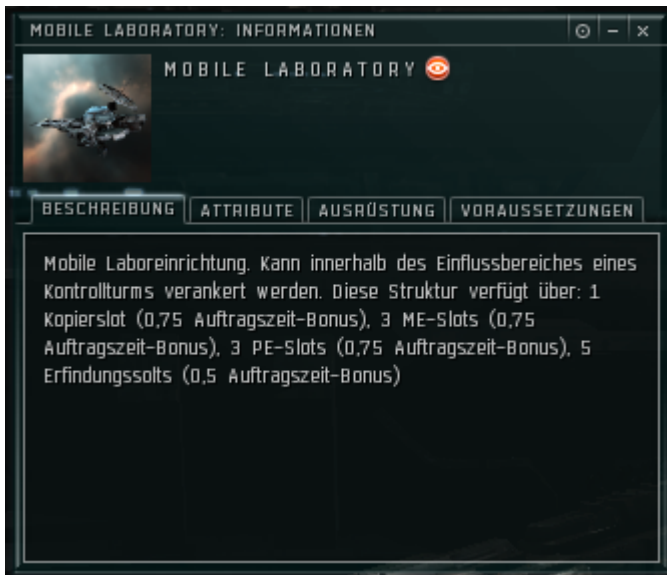 MOBILE LABORATORY: INFORMATIONEN
MOBILE LABORATORY
BESCHREIBUNG ATTRIBUTE AUSRÜSTUNG VORAUSSETZUNGEN
Mobile Laboreinrichtung. Kann innerhalb des Einflussbereiches eines
Kontrollturms verankert werden. Diese Struktur verfügt über: 1
Kopierslot (0,75 Auftragszeit-Bonus), 3 ME-Slots (0,75
Auftragszeit-Bonus), 3 PE-Slots (0,75 Auftragszeit-Bonus), 5
Erfindungssolts (0,5 Auftragszeit-Bonus)